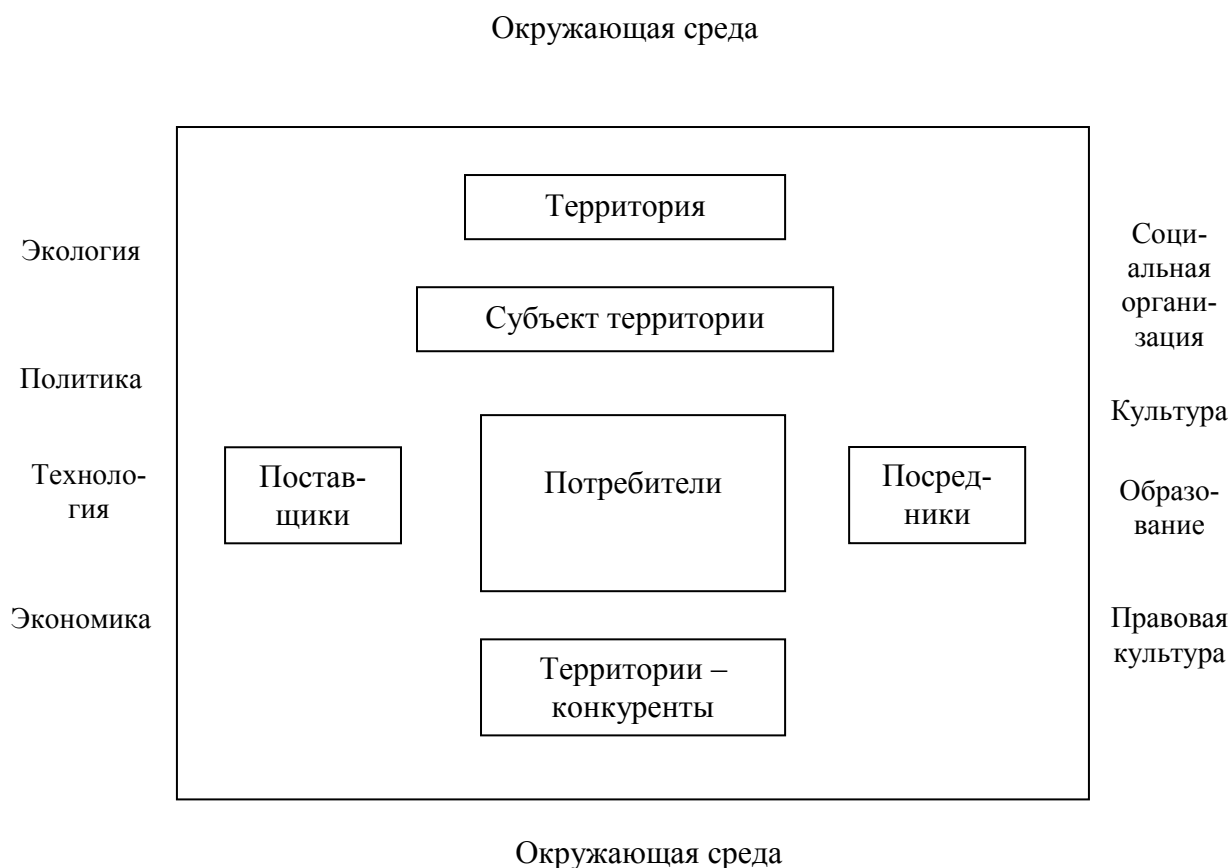 Окружающая среда
Территория
Экология
Соци-
альная
органи-
зация
Субъект территории
Политика
Культура
Техноло-
гия
Постав-
щики
Потребители
Посред-
ники
Образо-
вание
Экономика
Правовая
культура
Территории –
конкуренты
Окружающая среда